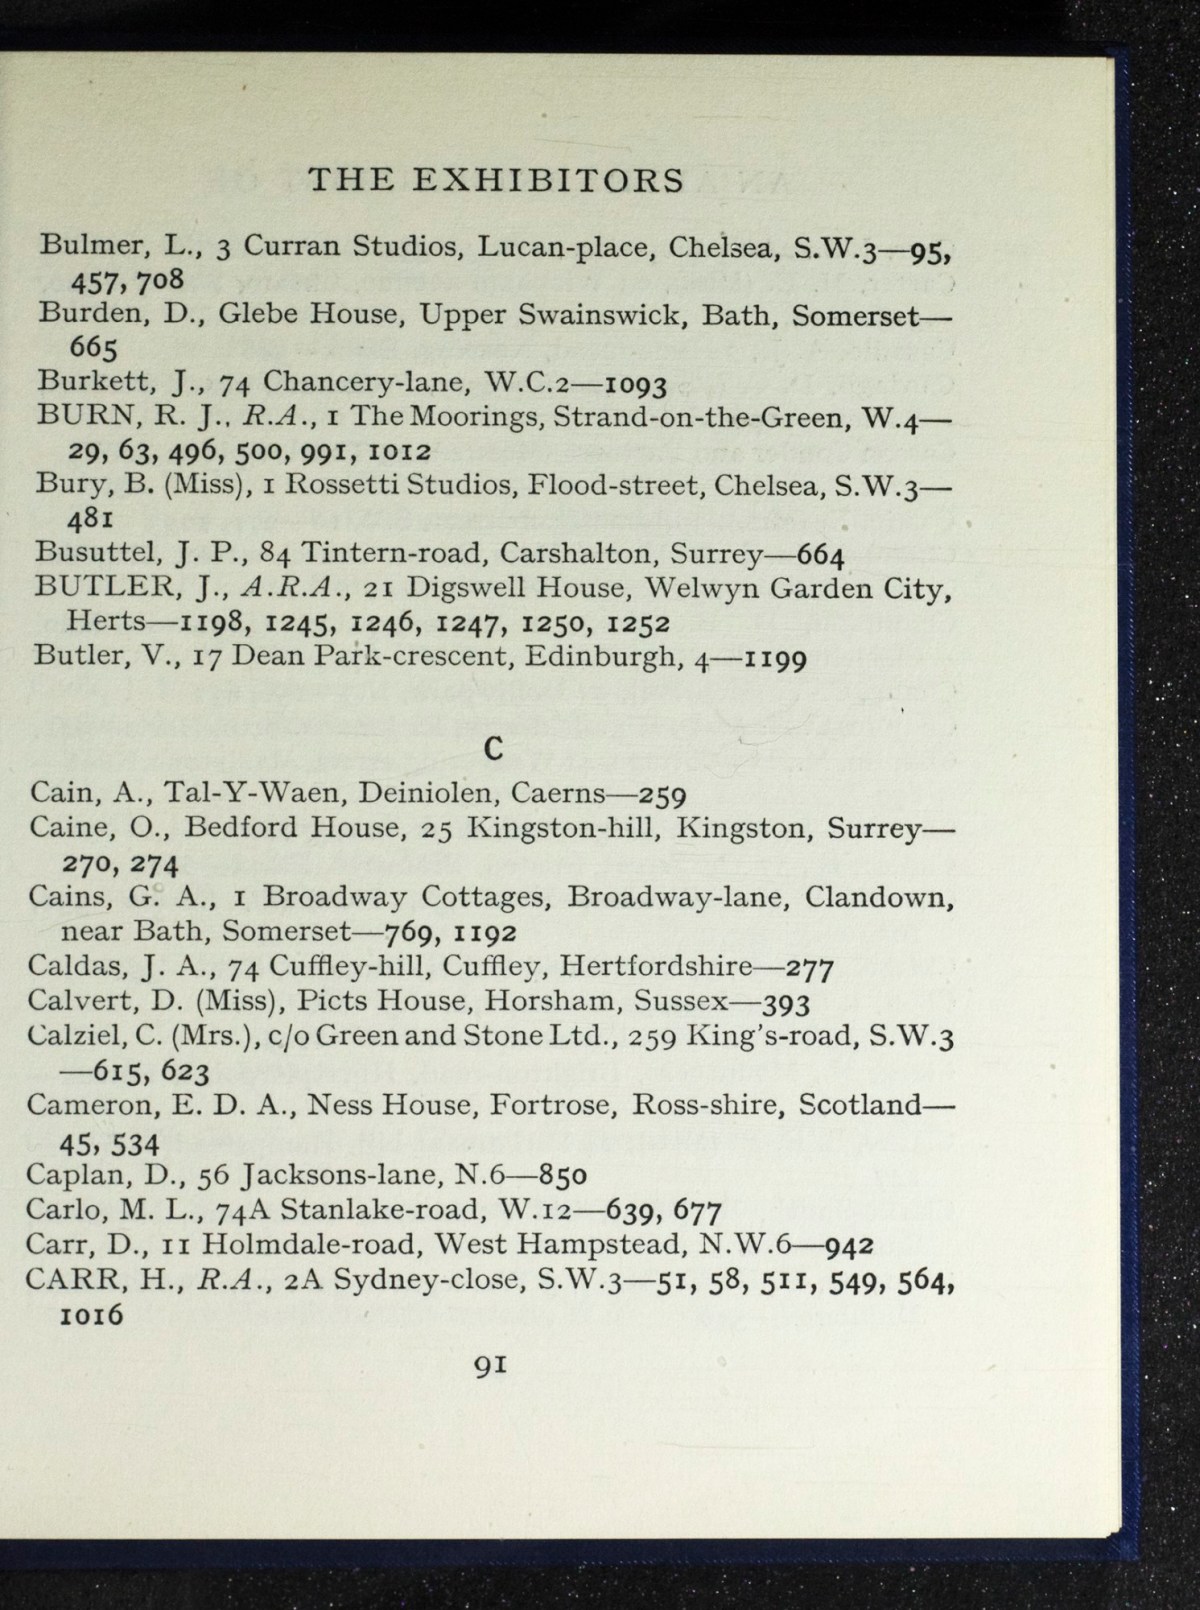 THE EXHIBITORS
Bulmer, L., 3 Curran Studios, Lucan-place, Chelsea, S.W.3—95,
457, 708
Burden, D., Glebe House, Upper Swainswick, Bath, Somerset—
665
Burkett, J., 74 Chancery-lane, W.C.2—1093
BURN, R. J., R.A., 1 The Moorings, Strand-on-the-Green, W.4—
29, 63, 496, 500, 991, 1012
Bury, B. (Miss), 1 Rossetti Studios, Flood-street, Chelsea, S.W.3—
481
Busuttel, J. P., 84 Tintern-road, Carshalton, Surrey—664
BUTLER, J., A.R.A., 21 Digswell House, Welwyn Garden City,
Herts—1198, 1245, 1246, 1247, 1250, 1252
Butler, V., 17 Dean Park-crescent, Edinburgh, 4—1199
C
Cain, A., Tal-Y-Waen, Deiniolen, Caerns—259
Caine, O., Bedford House, 25 Kingston-hill, Kingston, Surrey—
270, 274
Cains, G. A., 1 Broadway Cottages, Broadway-lane, Clandown,
near Bath, Somerset—769, 1192
Caldas, J. A., 74 Cuffley-hill, Cuffley, Hertfordshire—277
Calvert, D. (Miss), Picts House, Horsham, Sussex—393
Calziel, C. (Mrs.), c/o Green and Stone Ltd., 259 King's-road, S.W.3
—615, 623
Cameron, E. D. A., Ness House, Fortrose, Ross-shire, Scotland—
45, 534
Caplan, D., 56 Jacksons-lane, N.6—850
Carlo, M. L., 74A Stanlake-road, W.12—639, 677
Carr, D., 11 Holmdale-road, West Hampstead, N.W.6—942
CARR, H., R.A., 2A Sydney-close, S.W.3—51, 58, 511, 549, 564,
1016
91